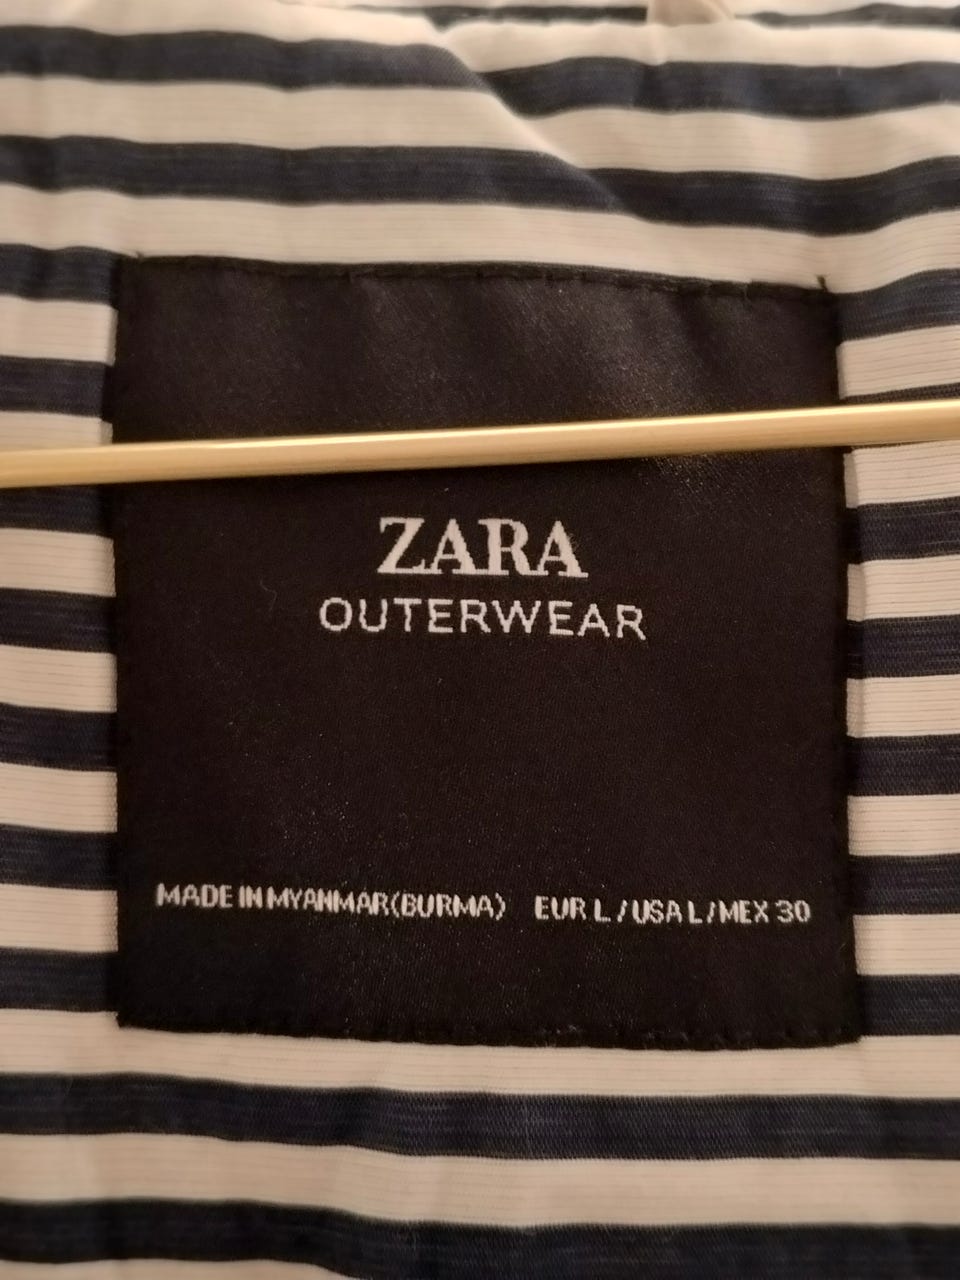 ZARA
OUTERWEAR
MADE IN MYANMAR(BURMA) EUR L / USA L / MEX 30